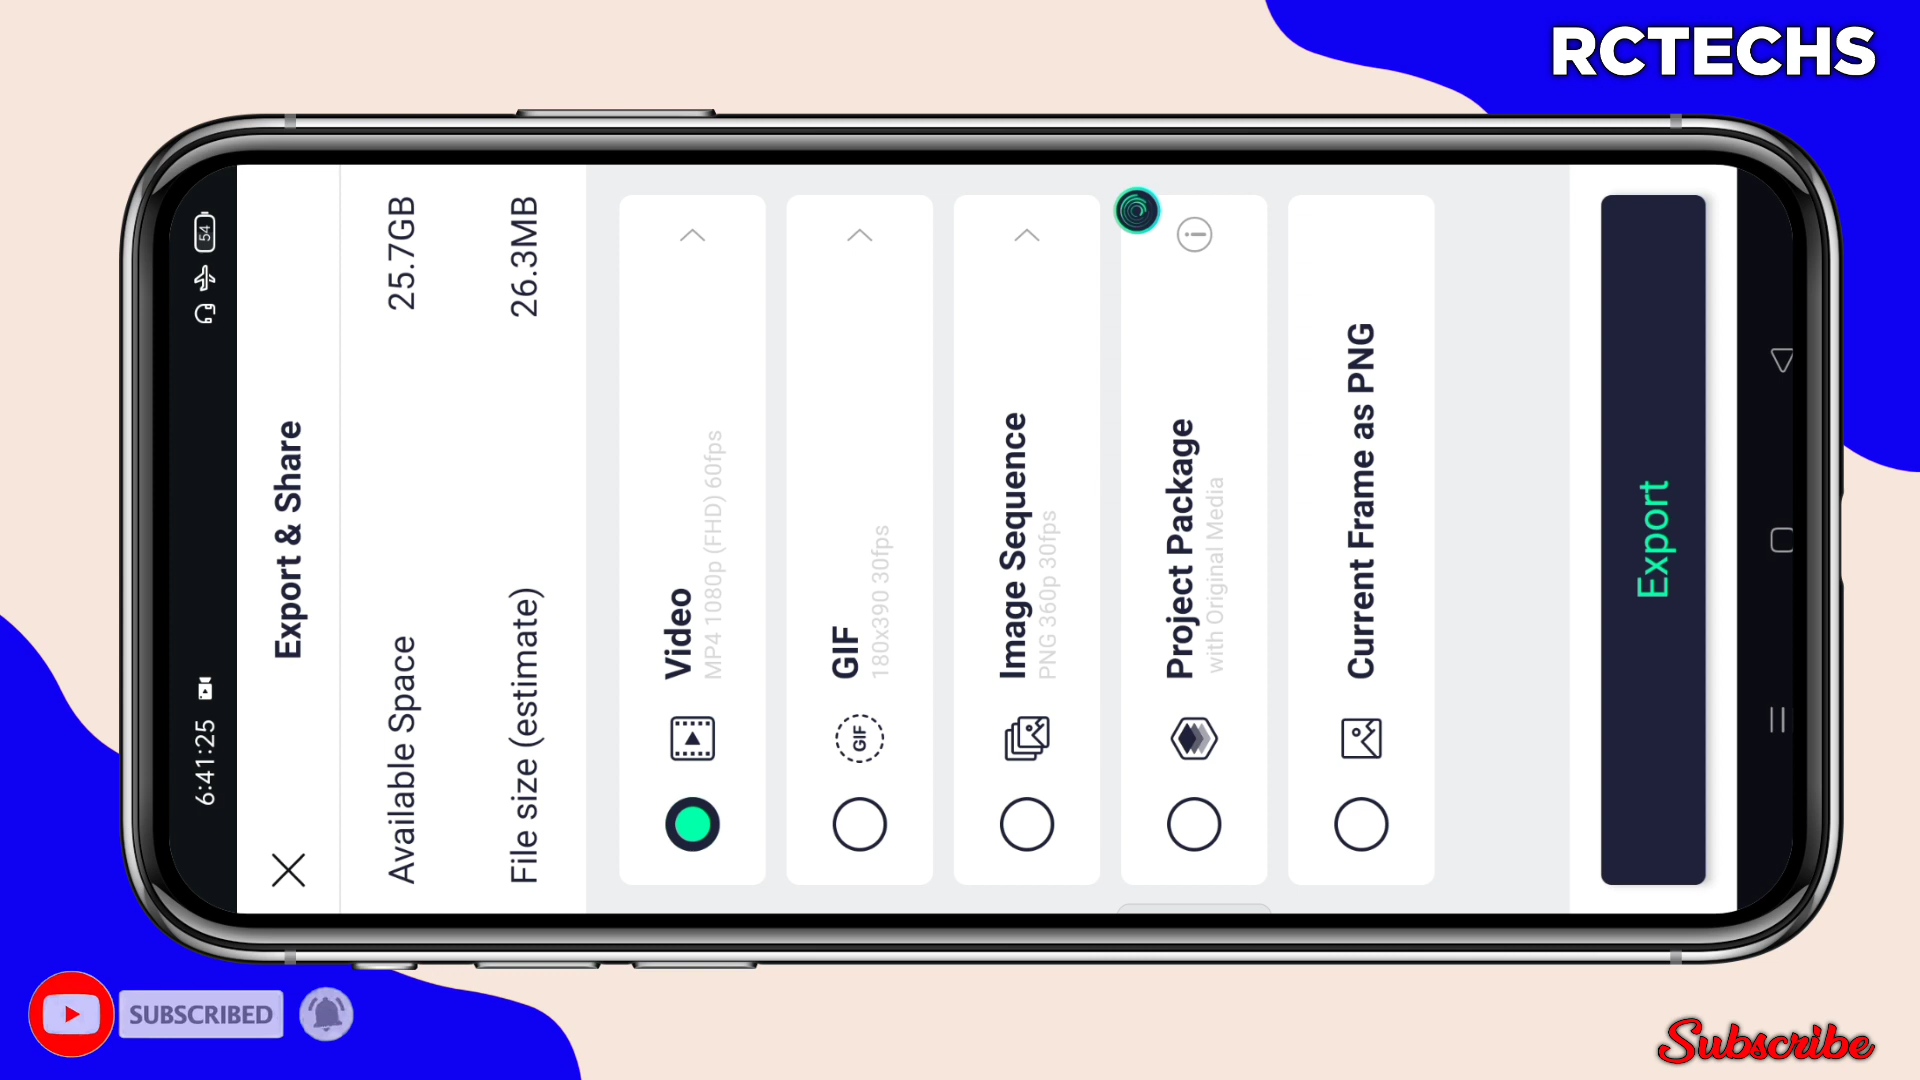 RCTECHS
6:41:25
54
Export & Share
Available Space 25.7GB
File size (estimate) 26.3MB
Video
MP4 1080p (FHD) 60fps
GIF
GIF
180x390 30fps
Image Sequence
PNG 360p 30fps
Project Package
with Original Media
Current Frame as PNG
Export
SUBSCRIBED
Subscribe